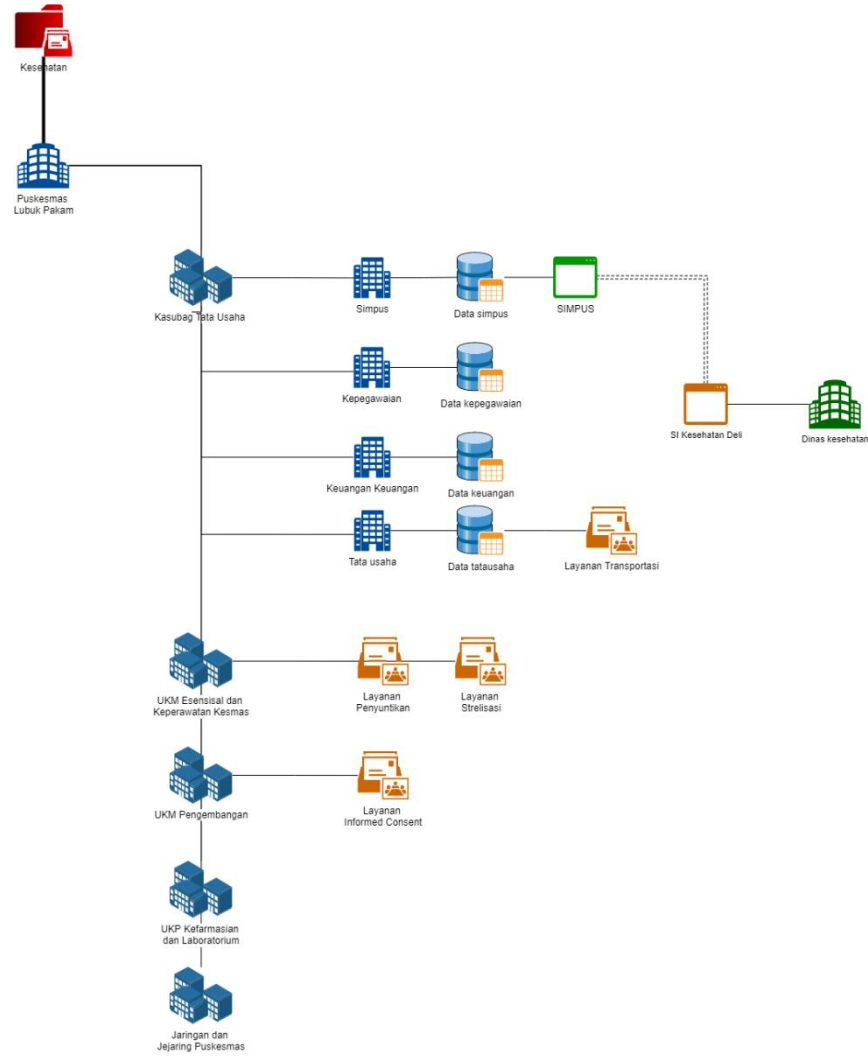 Kesehatan
Puskesmas
Lubuk Pakam
Kasubag Tata Usaha
Simpus
Data simpus
SIMPUS
Kepegawaian
Data kepegawaian
SI Kesehatan Deli
Dinas kesehatan
Keuangan Keuangan
Data keuangan
Tata usaha
Data tatausaha
Layanan Transportasi
UKM Esensisal dan
Keperawatan Kesmas
Layanan
Penyuntikan
Layanan
Strelisasi
UKM Pengembangan
Layanan
Informed Consent
UKP Kefarmasian
dan Laboratorium
Jaringan dan
Jejaring Puskesmas